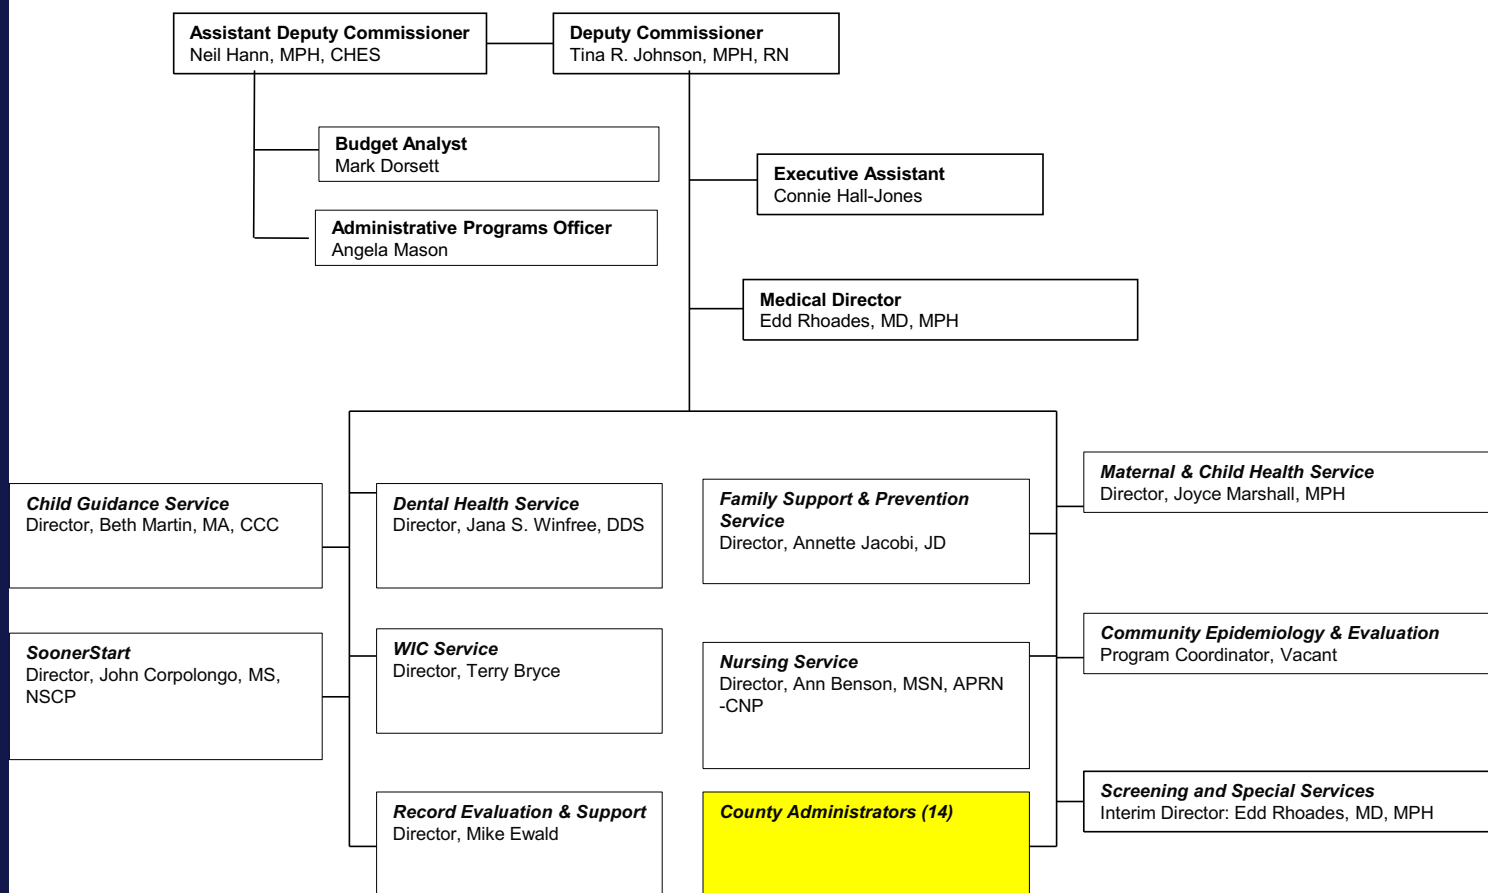 Assistant Deputy Commissioner
Neil Hann, MPH, CHES
Deputy Commissioner
Tina R. Johnson, MPH, RN
Budget Analyst
Mark Dorsett
Executive Assistant
Connie Hall-Jones
Administrative Programs Officer
Angela Mason
Medical Director
Edd Rhoades, MD, MPH
Child Guidance Service
Director, Beth Martin, MA, CCC
Dental Health Service
Director, Jana S. Winfree, DDS
Family Support & Prevention
Service
Director, Annette Jacobi, JD
Maternal & Child Health Service
Director, Joyce Marshall, MPH
SoonerStart
Director, John Corpolongo, MS,
NSCP
WIC Service
Director, Terry Bryce
Nursing Service
Director, Ann Benson, MSN, APRN
-CNP
Community Epidemiology & Evaluation
Program Coordinator, Vacant
Record Evaluation & Support
Director, Mike Ewald
County Administrators (14)
Screening and Special Services
Interim Director: Edd Rhoades, MD, MPH